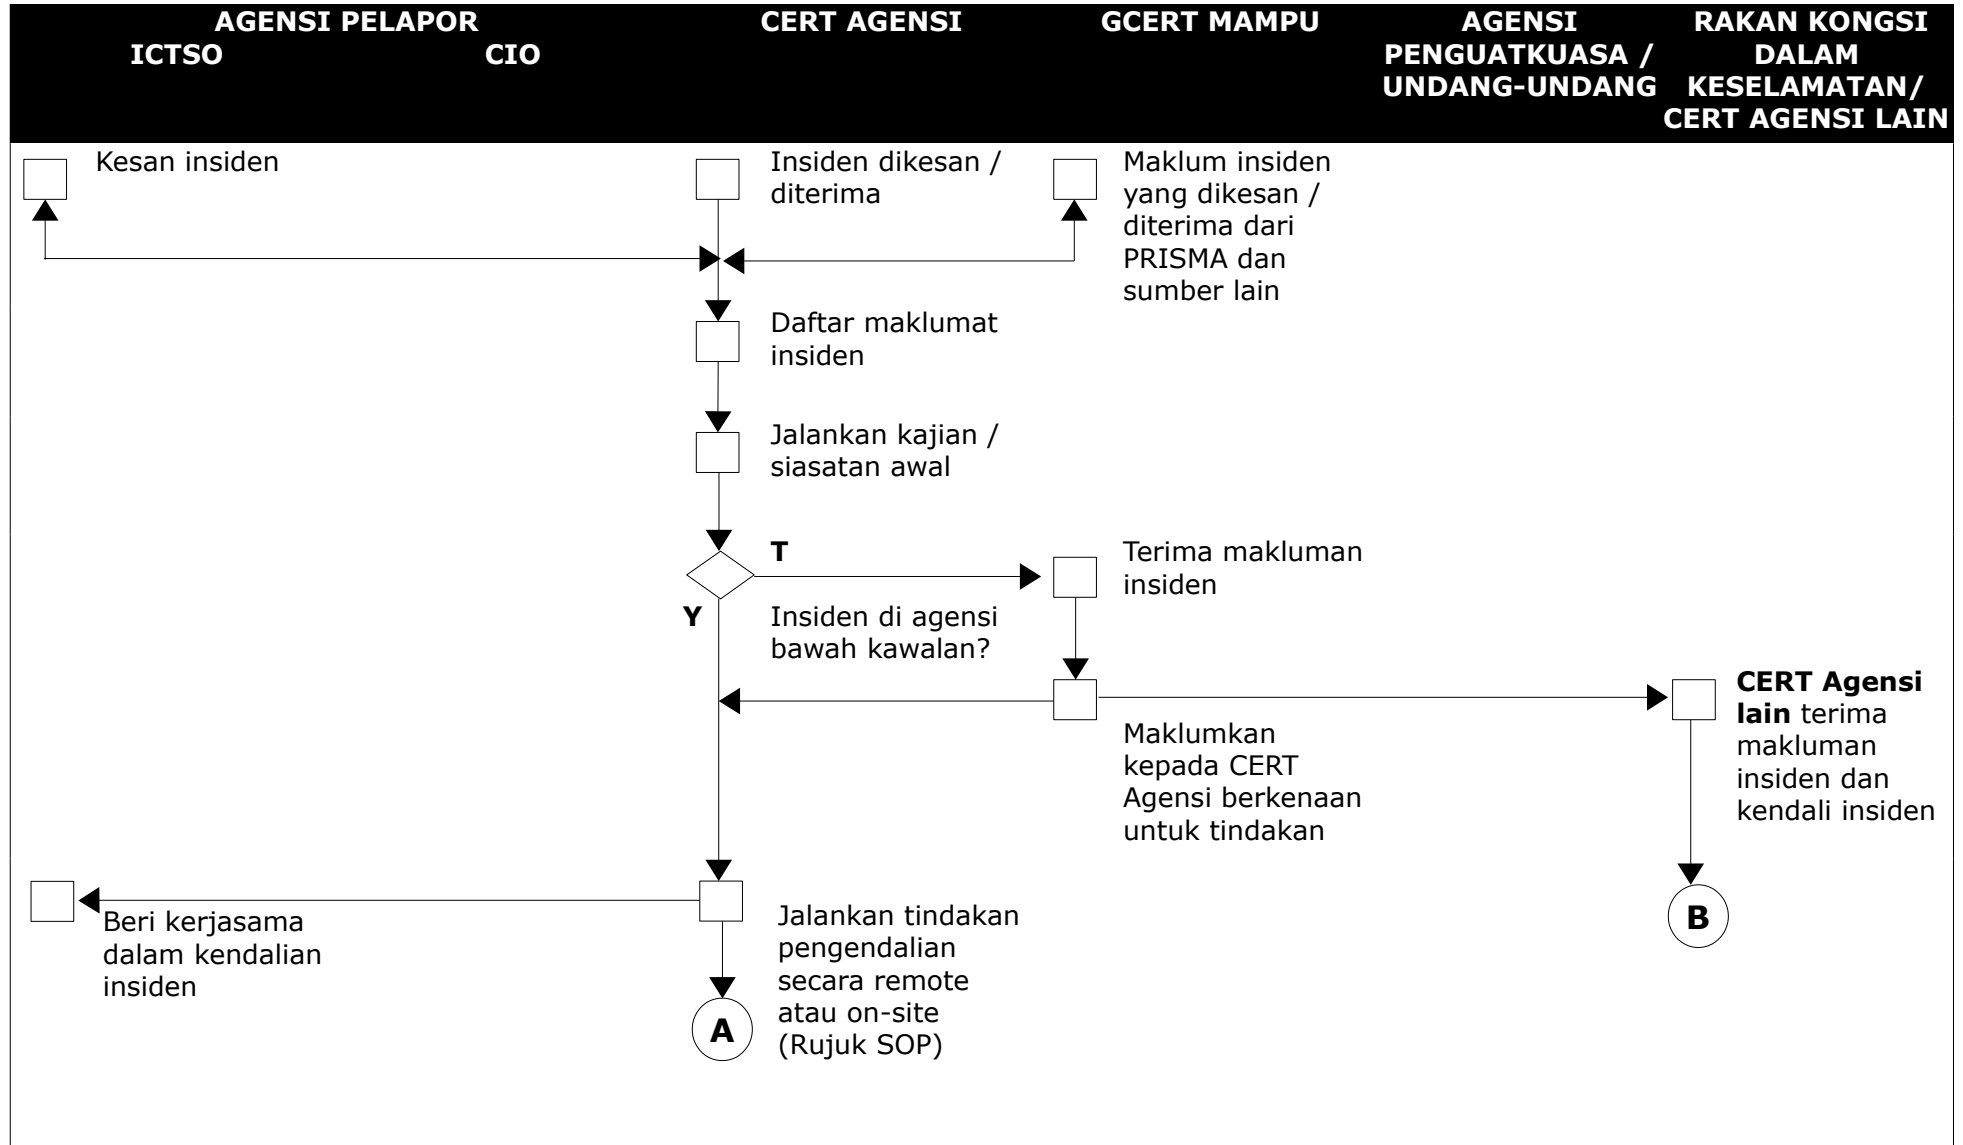 AGENSI PELAPOR
ICTSO
CIO
CERT AGENSI
GCERT MAMPU
AGENSI
PENGUATKUASA /
UNDANG-UNDANG
RAKAN KONGSI
DALAM
KESELAMATAN/
CERT AGENSI LAIN
Kesan insiden
Insiden dikesan /
diterima
Maklum insiden
yang dikesan /
diterima dari
PRISMA dan
sumber lain
Daftar maklumat
insiden
Jalankan kajian /
siasatan awal
T
Y
Insiden di agensi
bawah kawalan?
Terima makluman
insiden
Maklumkan
kepada CERT
Agensi berkenaan
untuk tindakan
CERT Agensi
lain terima
makluman
insiden dan
kendali insiden
B
Beri kerjasama
dalam kendalian
insiden
Jalankan tindakan
pengendalian
secara remote
atau on-site
(Rujuk SOP)
A